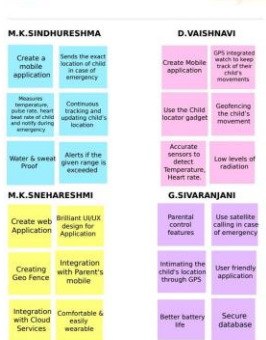 M.K.SINDHURESHMA
Create a
mobile
application
Sends the exact
location of child
in case of
emergency
Measures
temperature,
pulse rate, heart
beat rate of child
and notify during
emergency
Continuous
tracking and
updating child's
location
Water & sweat
Proof
Alerts if the
given range is
exceeded
D.VAISHNAVI
Create Mobile
application
GPS integrated
watch to keep
track of their
child's
movements
Use the Child
locator gadget
Geofencing
the child's
movement
Accurate
sensors to
detect
Temperature,
Heart rate.
Low levels of
radiation
M.K.SNEHARESHMI
Create web
Application
Brilliant UI/UX
design for
Application
Creating
Geo Fence
Integration
with Parent's
mobile
Integration
with Cloud
Services
Comfortable &
easily
wearable
G.SIVARANJANI
Parental
control
features
Use satellite
calling in case
of emergency
Intimating the
child's location
through GPS
User friendly
application
Better battery
life
Secure
database